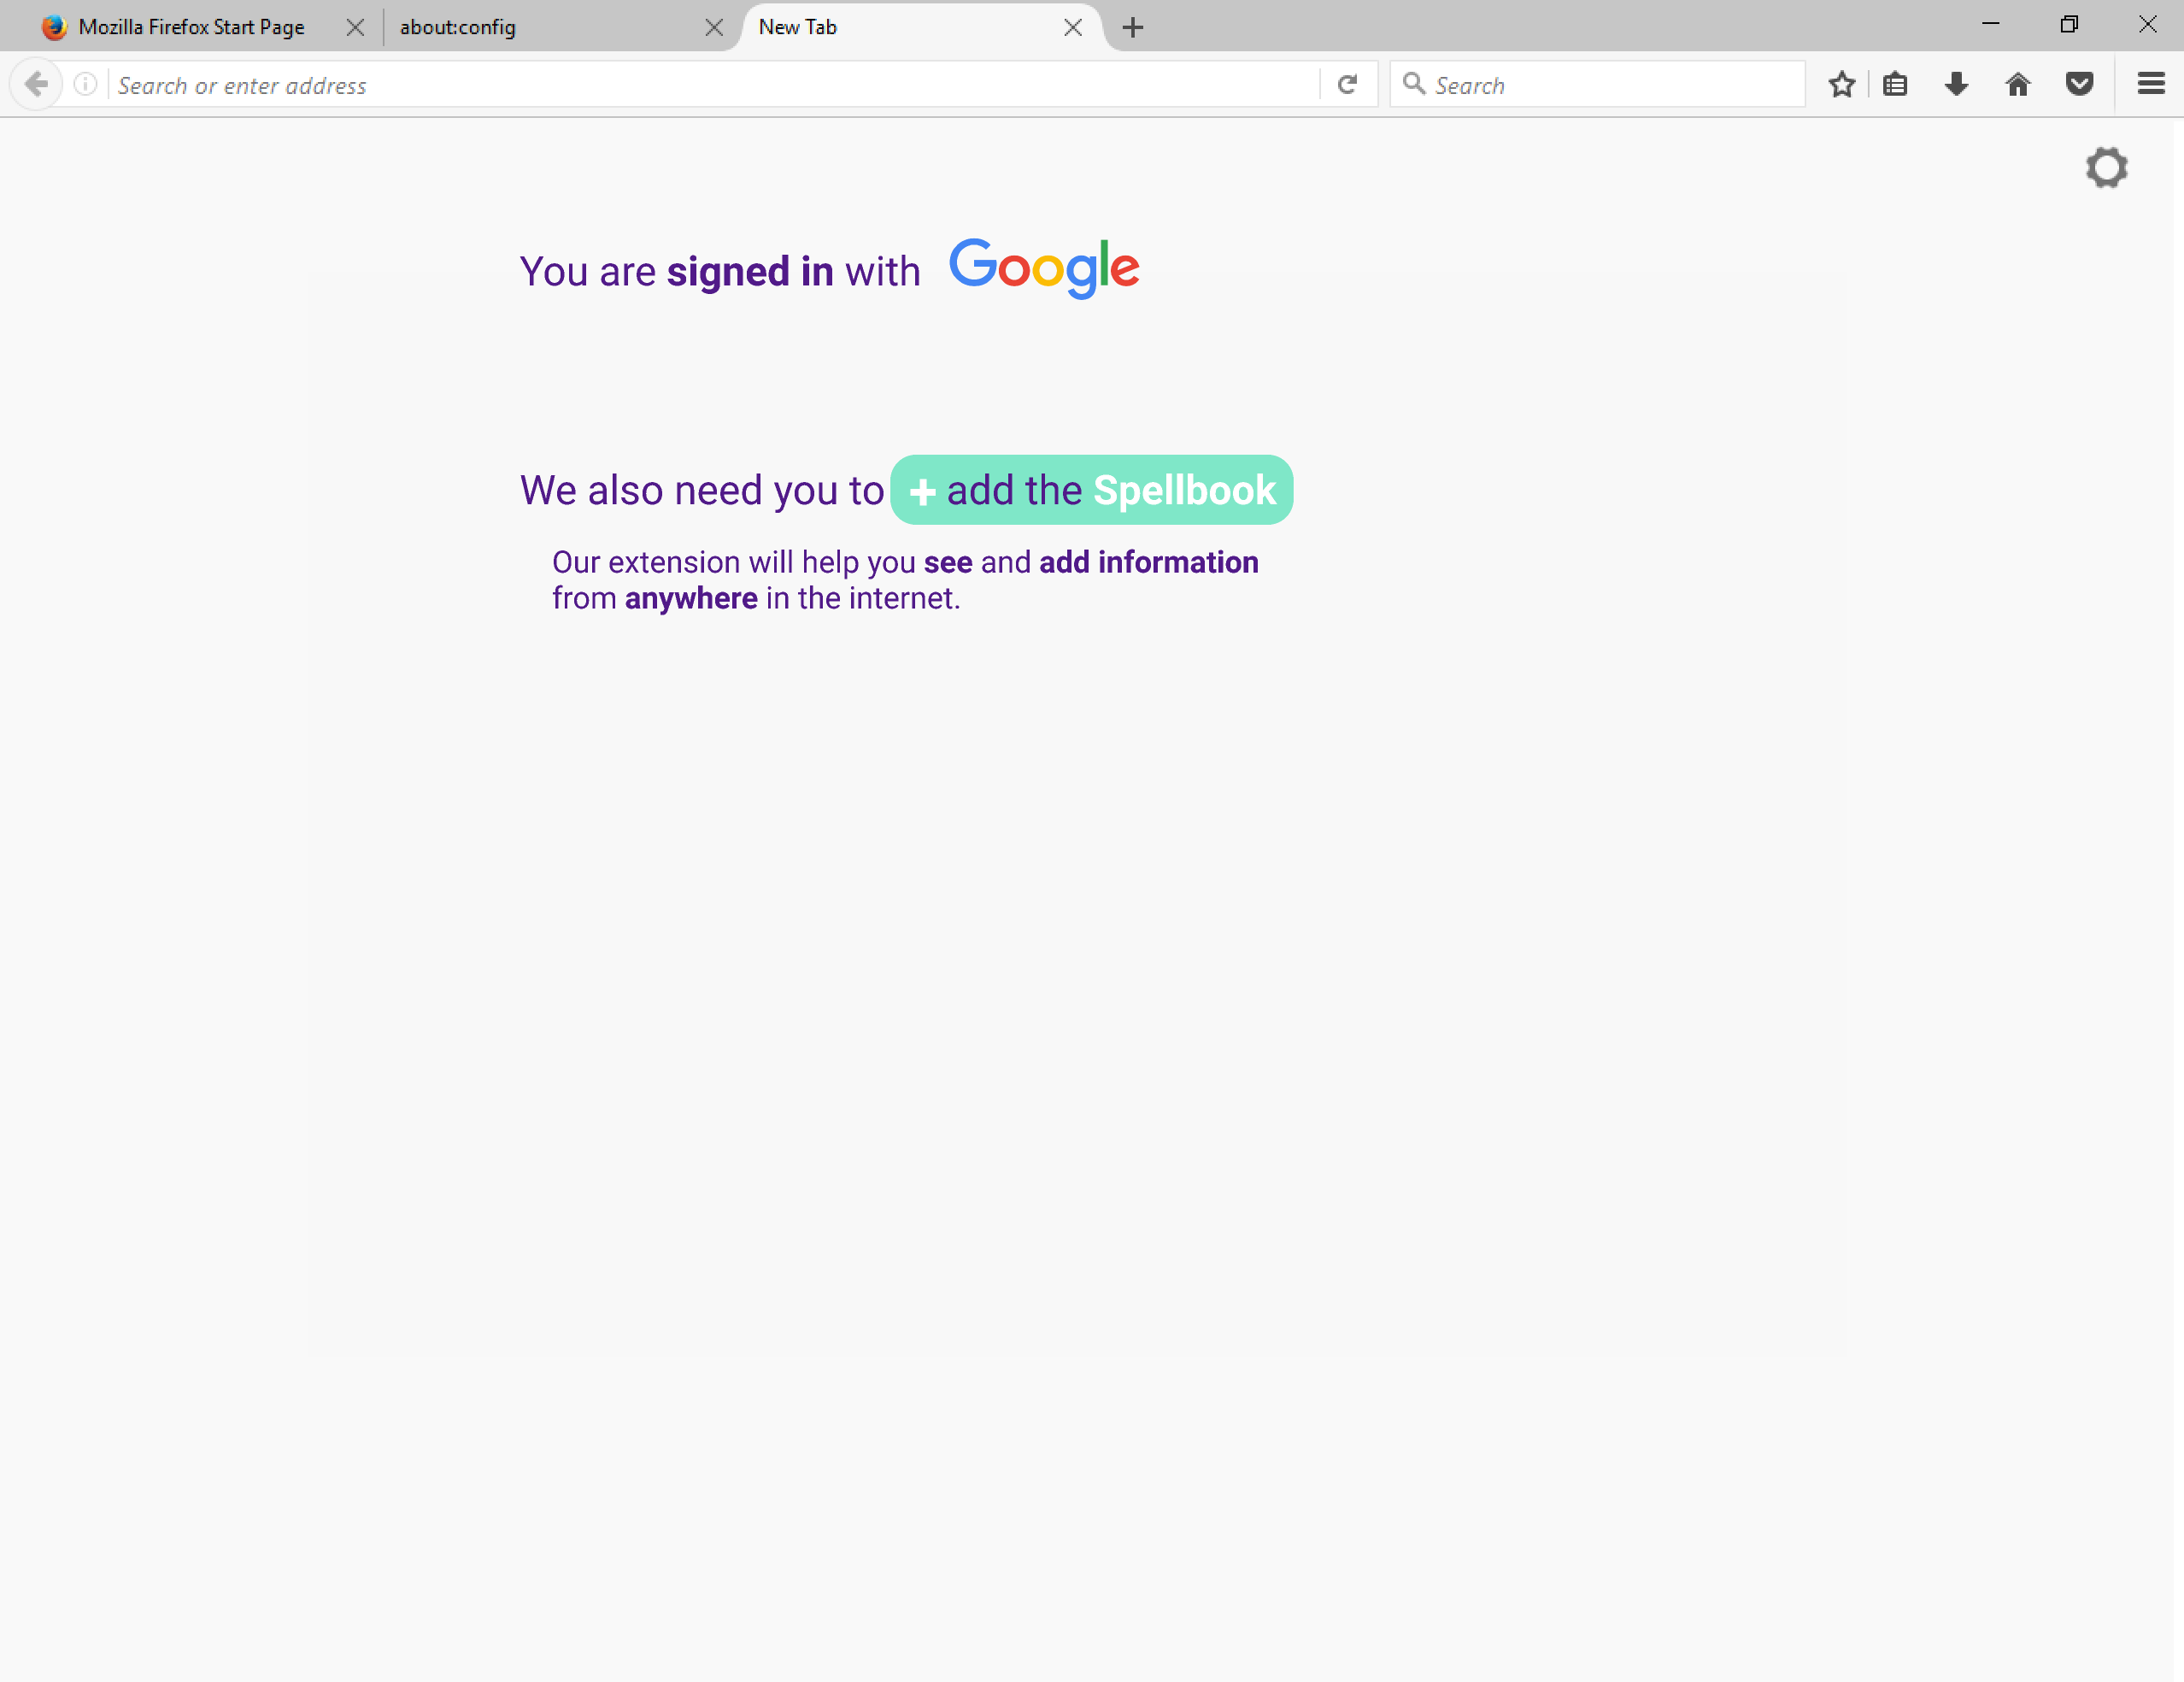 Mozilla Firefox Start Page
about:config
New Tab
Search or enter address
Search
You are signed in with Google
We also need you to + add the Spellbook
Our extension will help you see and add information
from anywhere in the internet.